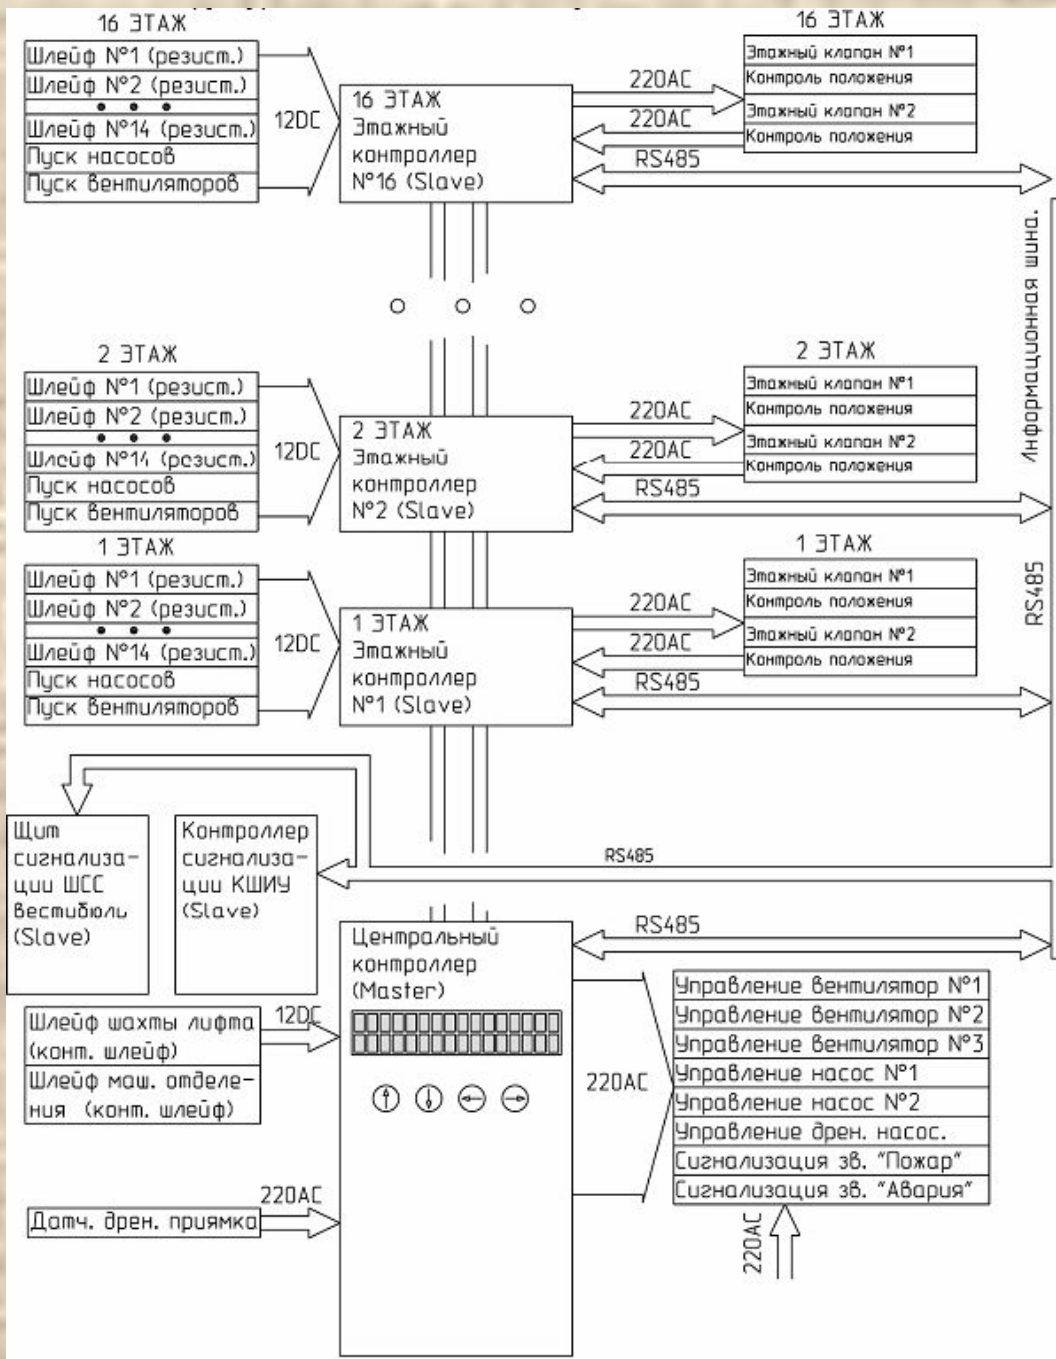 16 ЭТАЖ
Шлейф №1 (резист.)
Шлейф №2 (резист.)
Шлейф №14 (резист.)
Пуск насосов
Пуск вентиляторов
12DC
16 ЭТАЖ
Этажный
контроллер
№16 (Slave)
220AC
220AC
RS485
16 ЭТАЖ
Этажный клапан №1
Контроль положения
Этажный клапан №2
Контроль положения
Информационная шина.
RS485
2 ЭТАЖ
Шлейф №1 (резист.)
Шлейф №2 (резист.)
Шлейф №14 (резист.)
Пуск насосов
Пуск вентиляторов
12DC
2 ЭТАЖ
Этажный
контроллер
№2 (Slave)
220AC
220AC
RS485
2 ЭТАЖ
Этажный клапан №1
Контроль положения
Этажный клапан №2
Контроль положения
1 ЭТАЖ
Шлейф №1 (резист.)
Шлейф №2 (резист.)
Шлейф №14 (резист.)
Пуск насосов
Пуск вентиляторов
12DC
1 ЭТАЖ
Этажный
контроллер
№1 (Slave)
220AC
220AC
RS485
1 ЭТАЖ
Этажный клапан №1
Контроль положения
Этажный клапан №2
Контроль положения
Щит
сигнализа-
ции ШСС
вестибюль
(Slave)
Контроллер
сигнализа-
ции КШИУ
(Slave)
RS485
Центральный
контроллер
(Master)
RS485
Шлейф шахты лифта
(конт. шлейф)
Шлейф маш. отделе-
ния (конт. шлейф)
12DC
Датч. дрен. приямка
220AC
220AC
Управление вентилятор №1
Управление вентилятор №2
Управление вентилятор №3
Управление насос №1
Управление насос №2
Управление дрен. насос.
Сигнализация зв. "Пожар"
Сигнализация зв. "Авария"
220AC